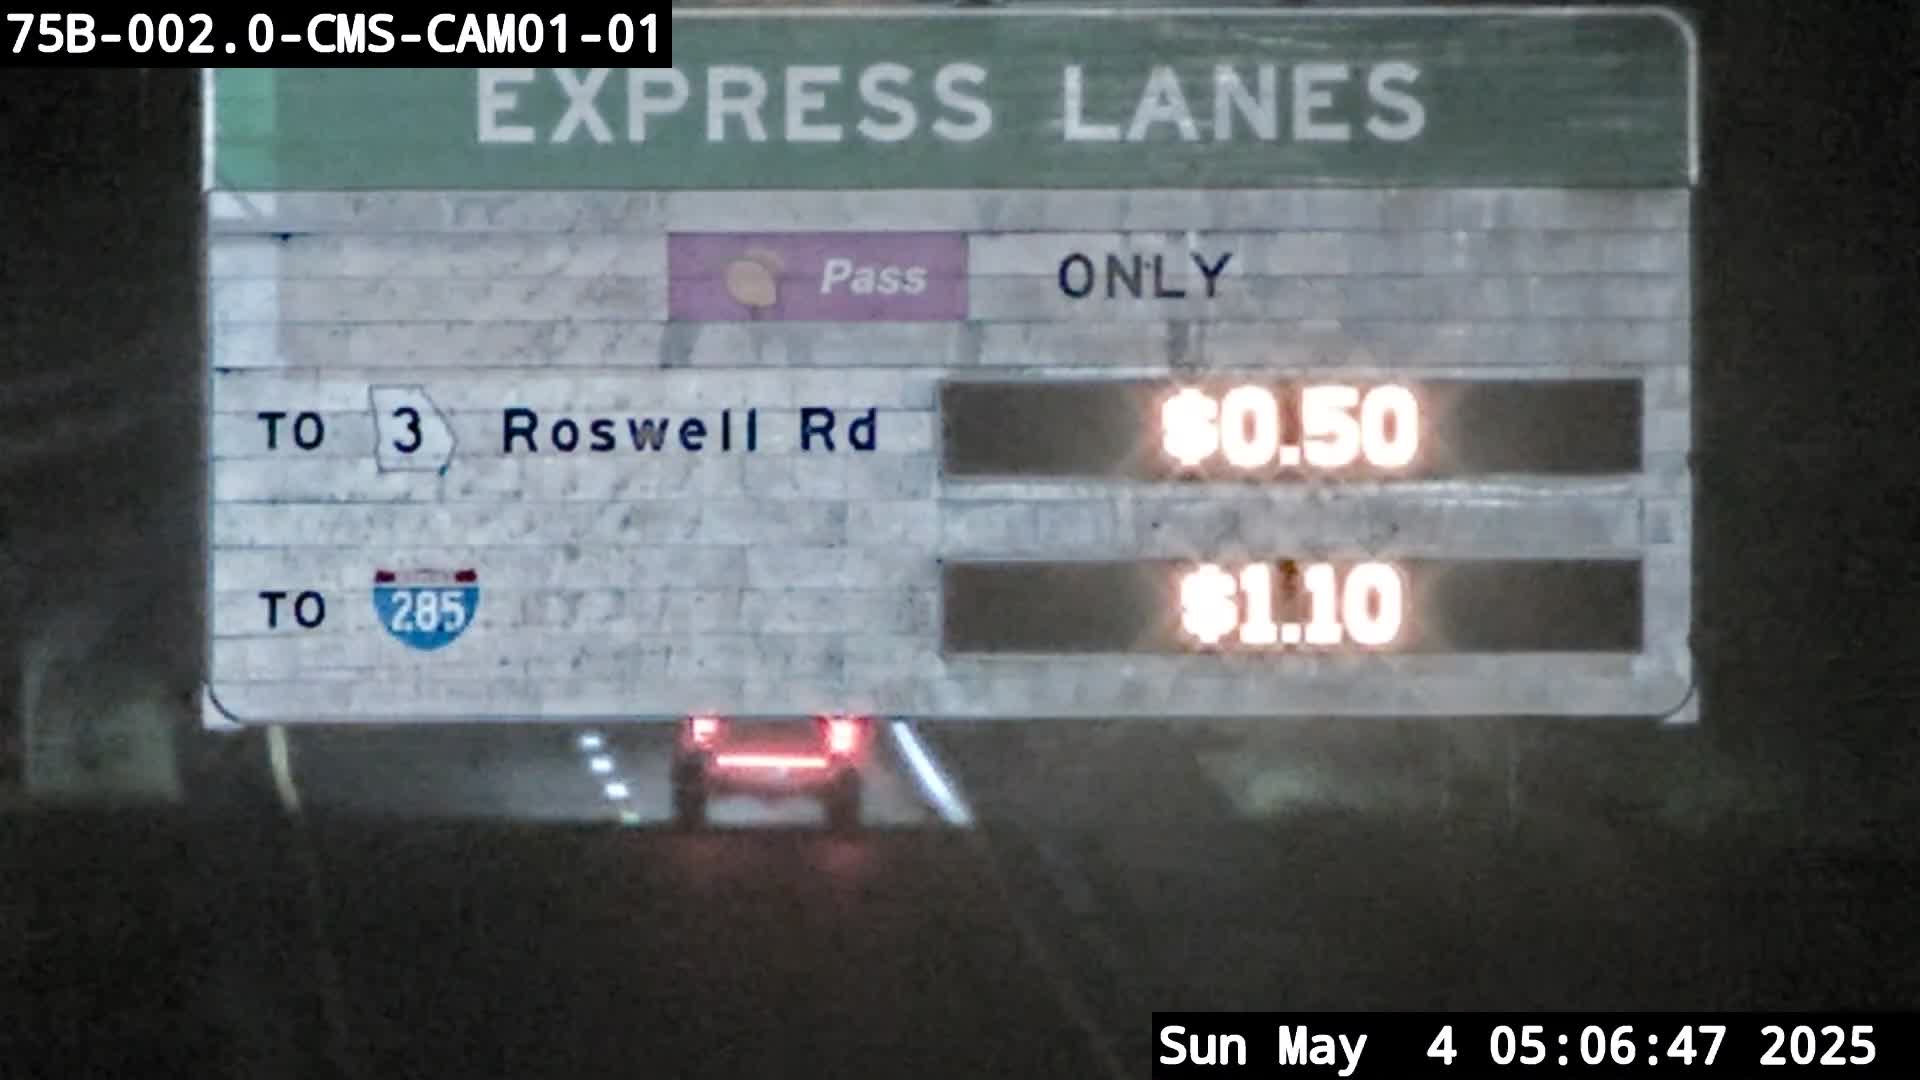 75B-002.0-CMS-CAM01-01
EXPRESS LANES
Pass ONLY
TO 3 Roswell Rd $0.50
TO 285 $1.10
Sun May 4 05:06:47 2025